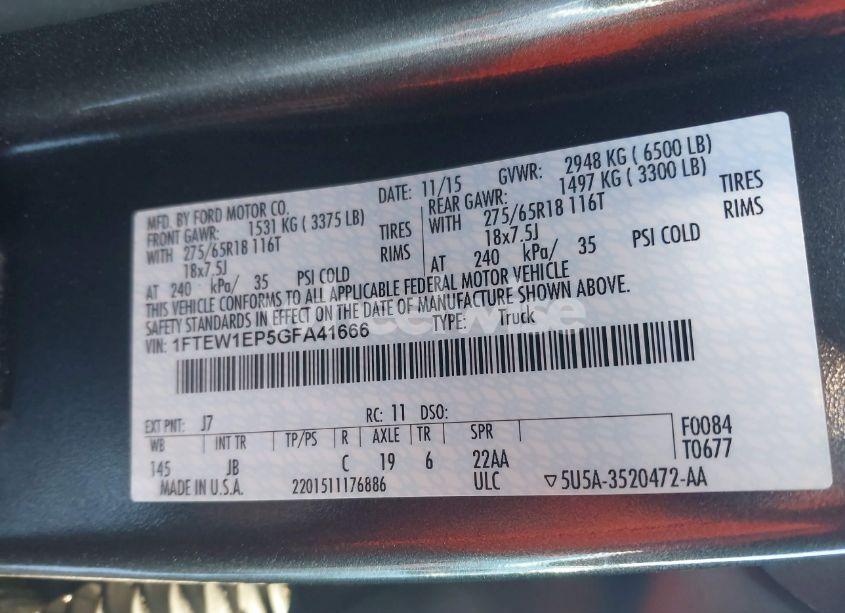 MFD. BY FORD MOTOR CO. DATE: 11/15 GVWR: 2948 KG ( 6500 LB)
FRONT GAWR: 1531 KG ( 3375 LB) REAR GAWR: 1497 KG ( 3300 LB)
WITH 275/65R18 116T TIRES WITH 275/65R18 116T TIRES
18x7.5J RIMS 18x7.5J RIMS
AT 240 kPa/ 35 PSI COLD AT 240 kPa/ 35 PSI COLD
THIS VEHICLE CONFORMS TO ALL APPLICABLE FEDERAL MOTOR VEHICLE
SAFETY STANDARDS IN EFFECT ON THE DATE OF MANUFACTURE SHOWN ABOVE.
VIN: 1FTEW1EP5GFA41666 TYPE: Truck
EXT PNT: J7 RC: 11 DSO: F0084
WB INT TR TP/PS R AXLE TR SPR T0677
145 JB C 19 6 22AA
MADE IN U.S.A. 2201511176886 ULC ▽5U5A-3520472-AA